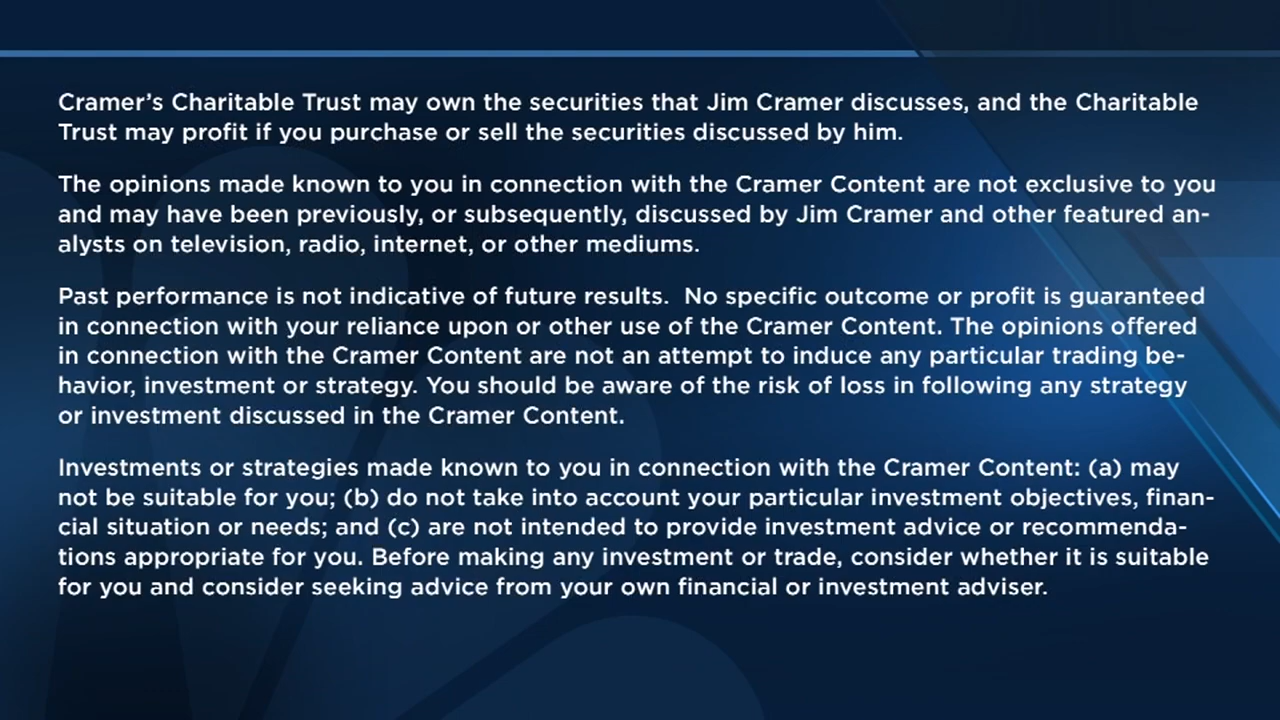 Cramer’s Charitable Trust may own the securities that Jim Cramer discusses, and the Charitable
Trust may profit if you purchase or sell the securities discussed by him.
The opinions made known to you in connection with the Cramer Content are not exclusive to you
and may have been previously, or subsequently, discussed by Jim Cramer and other featured an-
alysts on television, radio, internet, or other mediums.
Past performance is not indicative of future results.  No specific outcome or profit is guaranteed
in connection with your reliance upon or other use of the Cramer Content. The opinions offered
in connection with the Cramer Content are not an attempt to induce any particular trading be-
havior, investment or strategy. You should be aware of the risk of loss in following any strategy
or investment discussed in the Cramer Content.
Investments or strategies made known to you in connection with the Cramer Content: (a) may
not be suitable for you; (b) do not take into account your particular investment objectives, finan-
cial situation or needs; and (c) are not intended to provide investment advice or recommenda-
tions appropriate for you. Before making any investment or trade, consider whether it is suitable
for you and consider seeking advice from your own financial or investment adviser.